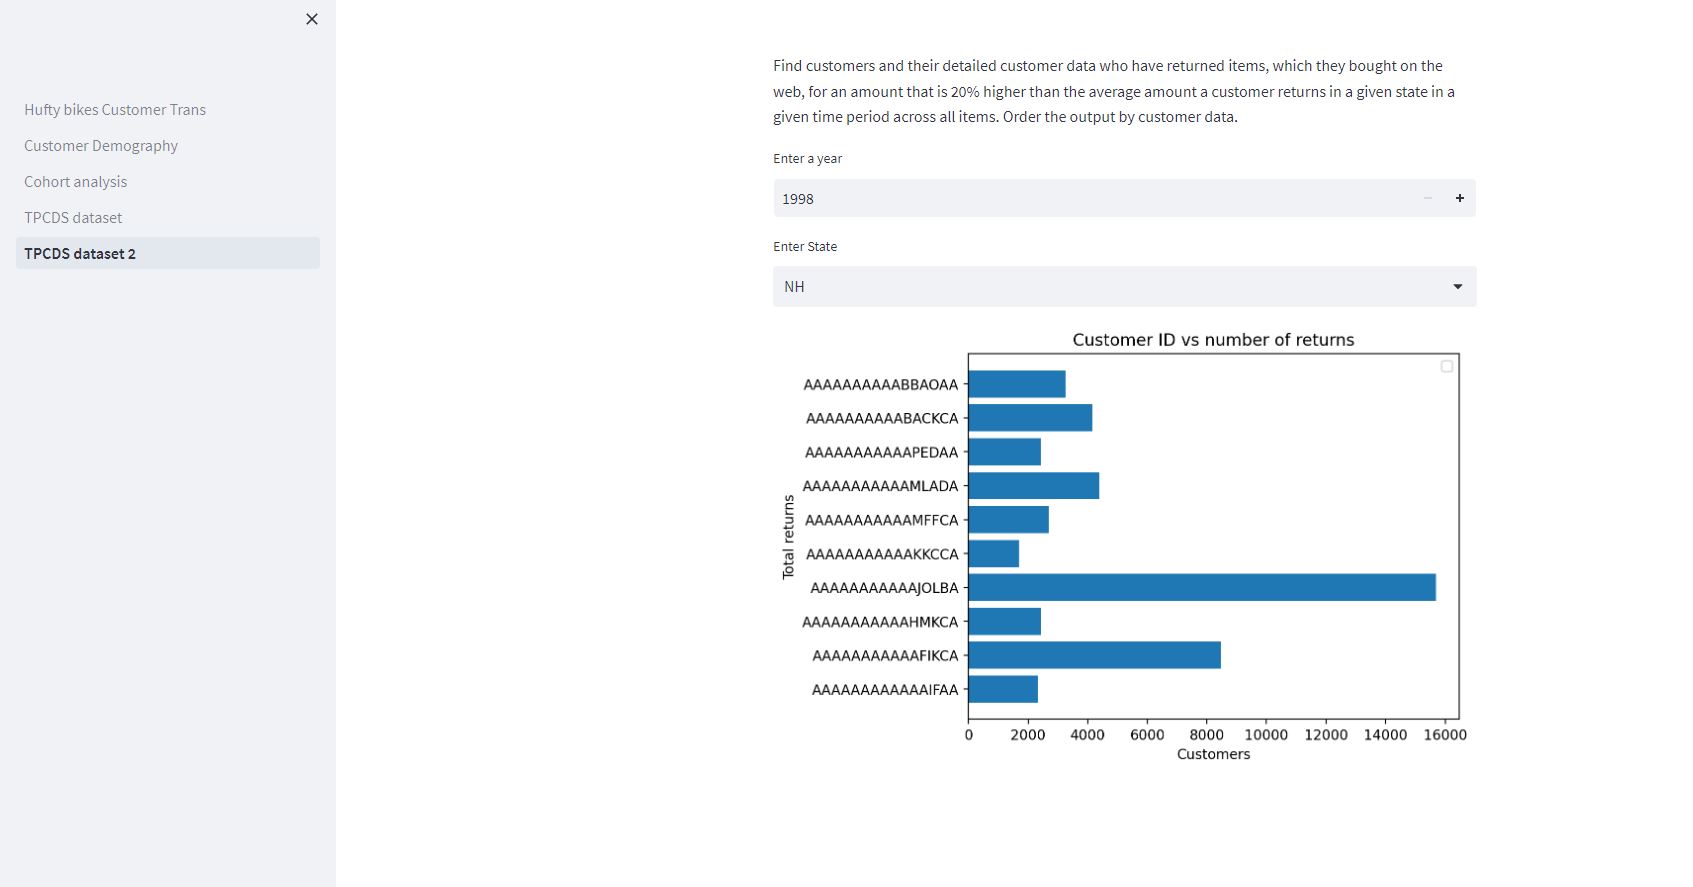 Hufty bikes Customer Trans
Customer Demography
Cohort analysis
TPCDS dataset
TPCDS dataset 2
Find customers and their detailed customer data who have returned items, which they bought on the
web, for an amount that is 20% higher than the average amount a customer returns in a given state in a
given time period across all items. Order the output by customer data.
Enter a year
1998
Enter State
NH
Customer ID vs number of returns
AAAAAAAAAABBAOAA
AAAAAAAAAABACKCA
AAAAAAAAAAAPEDAA
AAAAAAAAAAAMLADA
AAAAAAAAAAAMFFCA
AAAAAAAAAAAKKCCA
AAAAAAAAAAAJOLBA
AAAAAAAAAAAHMKCA
AAAAAAAAAAAFIKCA
AAAAAAAAAAAAIFAA
Total returns
0 2000 4000 6000 8000 10000 12000 14000 16000
Customers